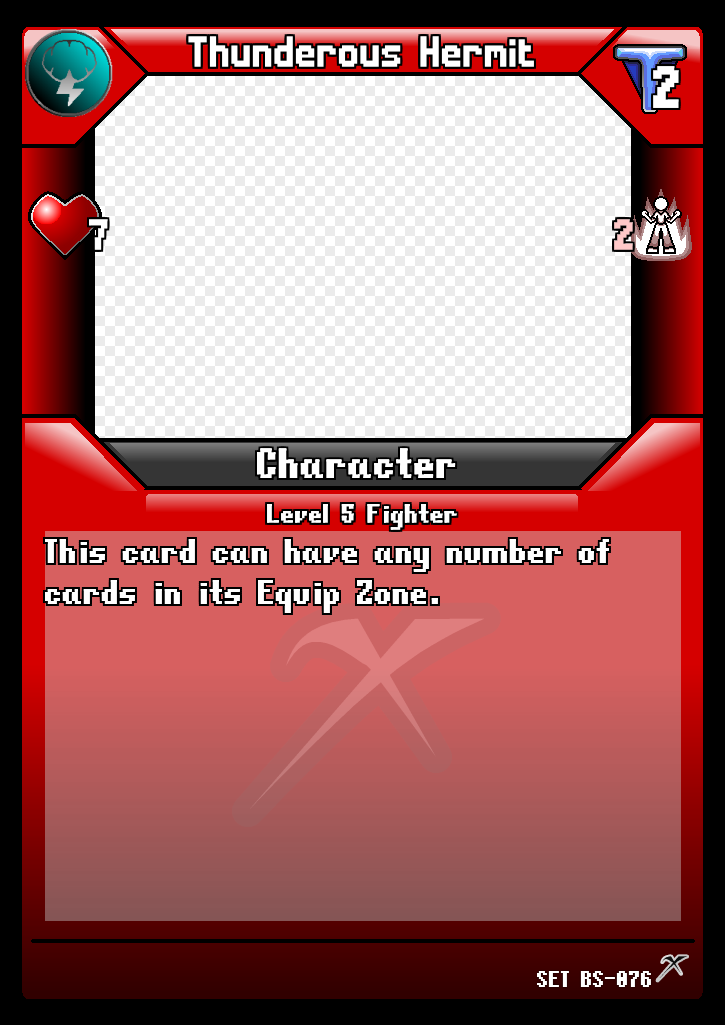 Thunderous Hermit
T2
7
2
Character
Level 5 Fighter
This card can have any number of
cards in its Equip Zone.
SET BS-076